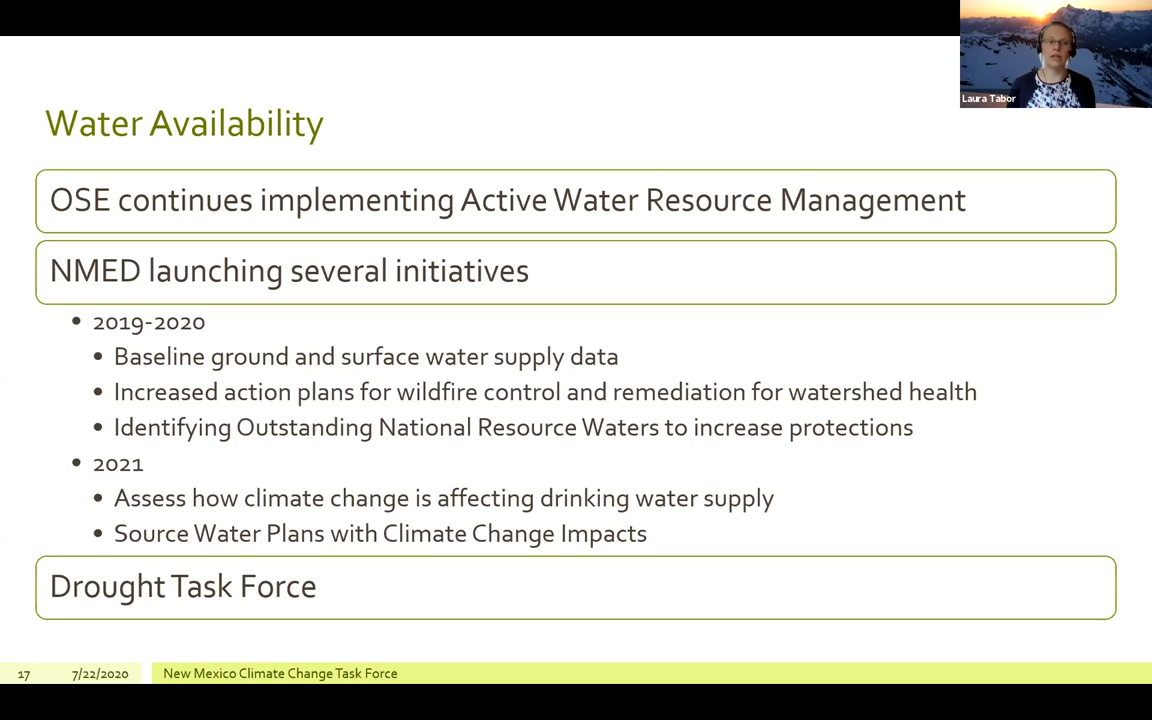 Laura Tabor
Water Availability
OSE continues implementing Active Water Resource Management
NMED launching several initiatives
• 2019-2020
• Baseline ground and surface water supply data
• Increased action plans for wildfire control and remediation for watershed health
• Identifying Outstanding National Resource Waters to increase protections
• 2021
• Assess how climate change is affecting drinking water supply
• Source Water Plans with Climate Change Impacts
Drought Task Force
17 7/22/2020 New Mexico Climate Change Task Force